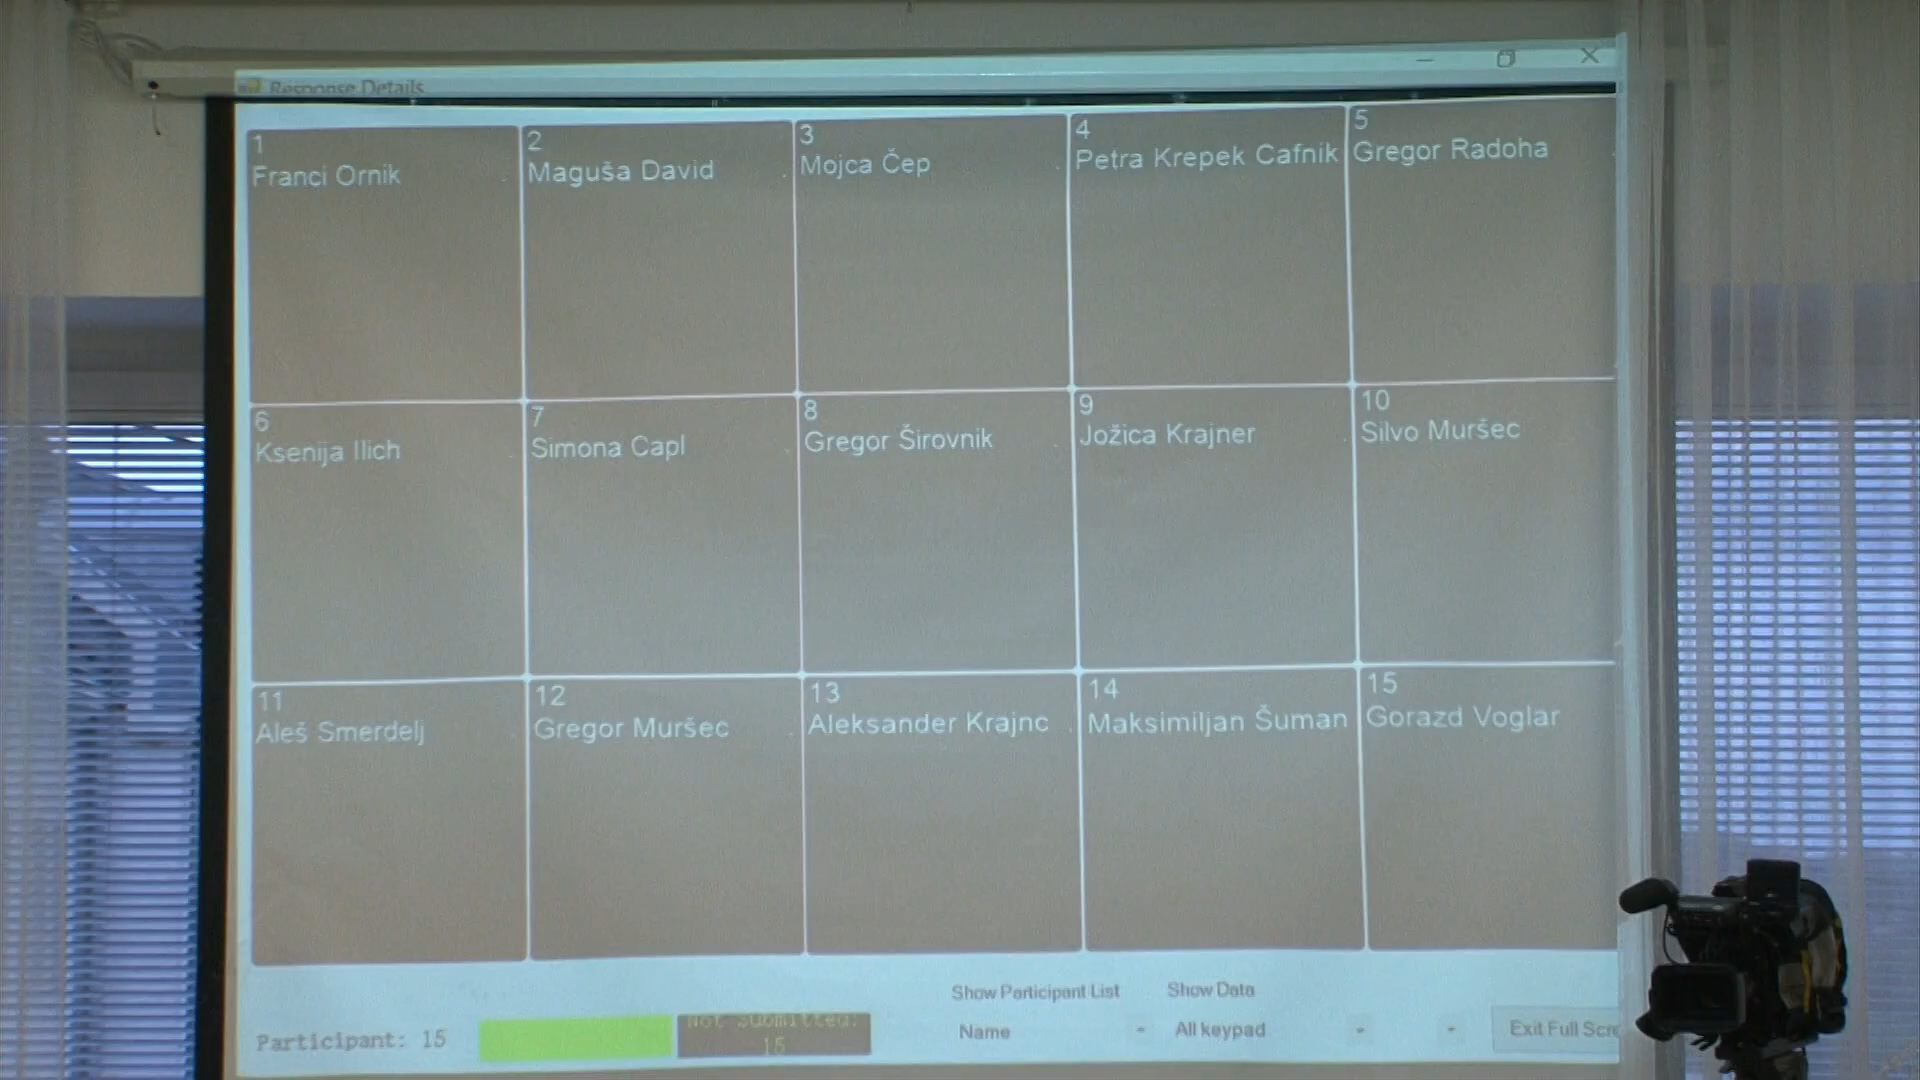 Response Details
1
Franci Ornik
2
Maguša David
3
Mojca Čep
4
Petra Krepek Cafnik
5
Gregor Radoha
6
Ksenija Ilich
7
Simona Capl
8
Gregor Širovnik
9
Jožica Krajner
10
Silvo Muršec
11
Aleš Smerdelj
12
Gregor Muršec
13
Aleksander Krajnc
14
Maksimiljan Šuman
15
Gorazd Voglar
Show Participant List
Show Data
Participant: 15
Not Submitted:
15
Name
All keypad
Exit Full Scre